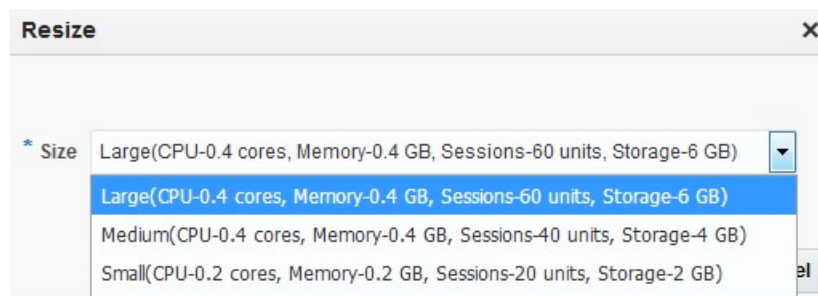 Resize
* Size Large(CPU-0.4 cores, Memory-0.4 GB, Sessions-60 units, Storage-6 GB)
Large(CPU-0.4 cores, Memory-0.4 GB, Sessions-60 units, Storage-6 GB)
Medium(CPU-0.4 cores, Memory-0.4 GB, Sessions-40 units, Storage-4 GB)
Small(CPU-0.2 cores, Memory-0.2 GB, Sessions-20 units, Storage-2 GB)